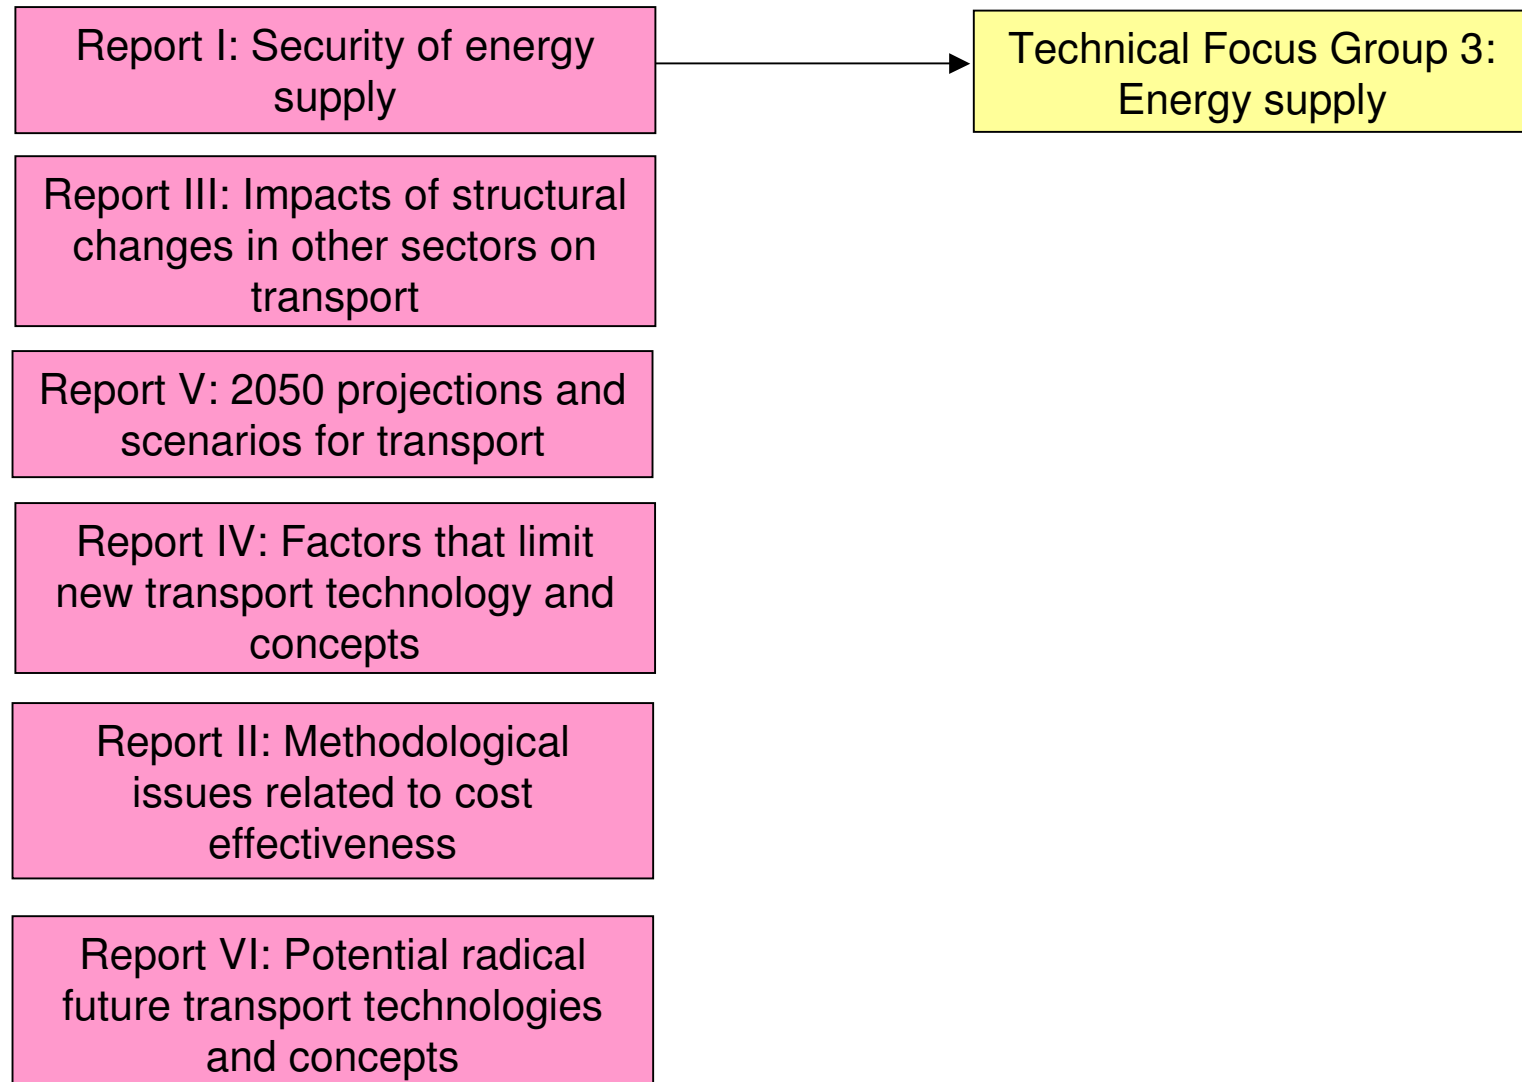 Report I: Security of energy
supply
Technical Focus Group 3:
Energy supply
Report III: Impacts of structural
changes in other sectors on
transport
Report V: 2050 projections and
scenarios for transport
Report IV: Factors that limit
new transport technology and
concepts
Report II: Methodological
issues related to cost
effectiveness
Report VI: Potential radical
future transport technologies
and concepts